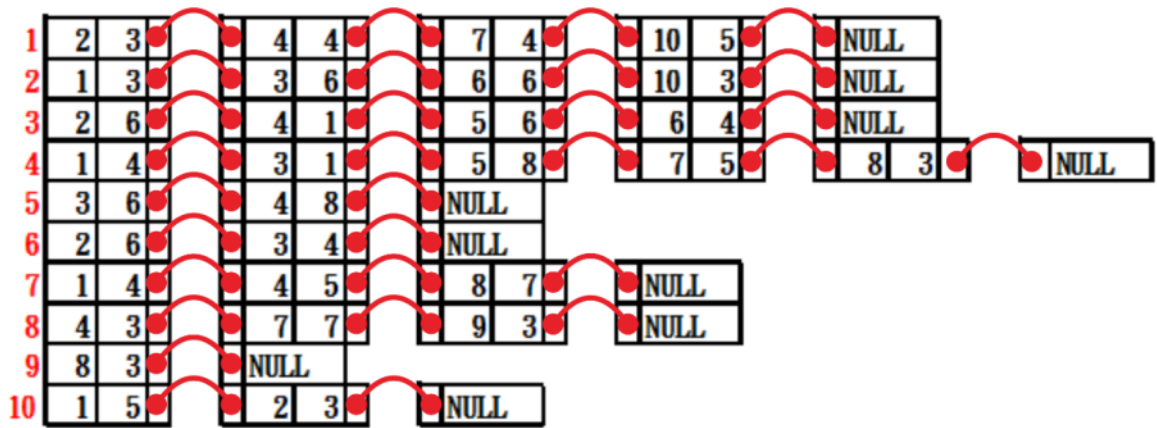 1 2 3 4 4 7 4 10 5 NULL
2 1 3 3 6 6 6 10 3 NULL
3 2 6 4 1 5 6 6 4 NULL
4 1 4 3 1 5 8 7 5 8 3 NULL
5 3 6 4 8 NULL
6 2 6 3 4 NULL
7 1 4 4 5 8 7 NULL
8 4 3 7 7 9 3 NULL
9 8 3 NULL
10 1 5 2 3 NULL